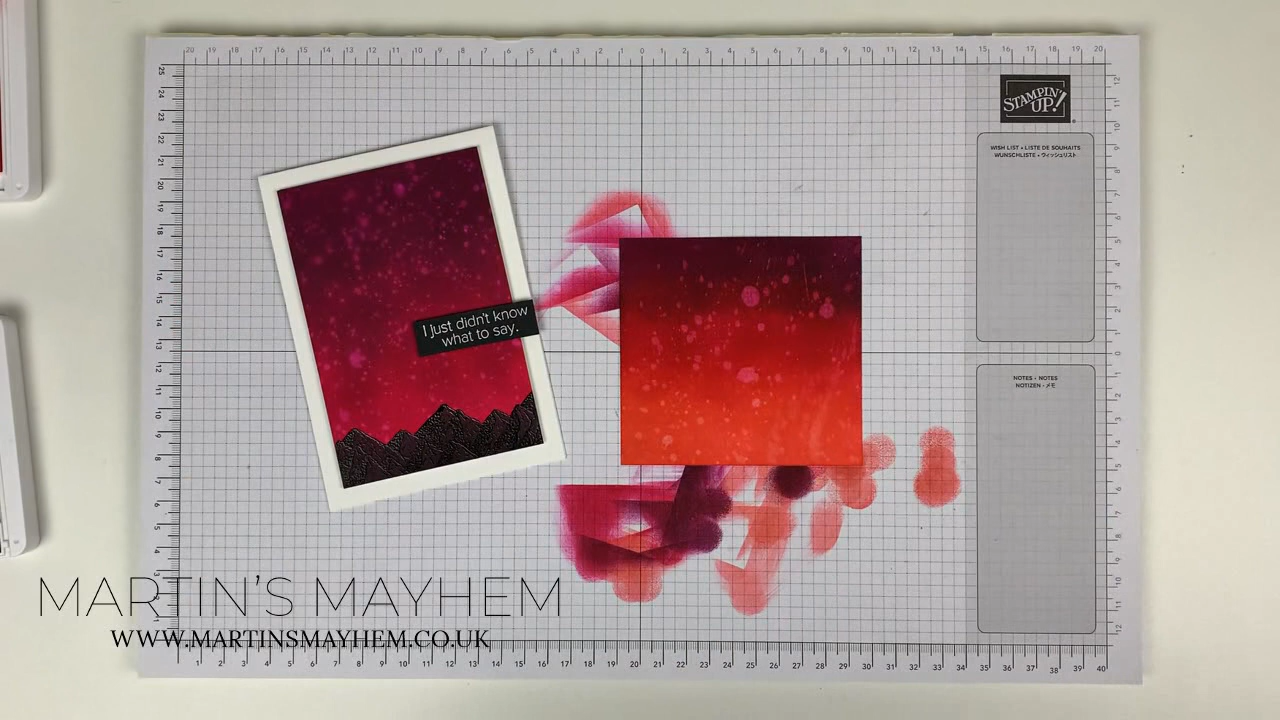 STAMPIN'
UP!
WISH LIST • LISTE DE SOUHAITS
WUNSCHLISTE • ウィッシュリスト
I just didn't know
what to say.
NOTES • NOTES
NOTIZEN • メモ
MARTIN'S MAYHEM
WWW.MARTINSMAYHEM.CO.UK